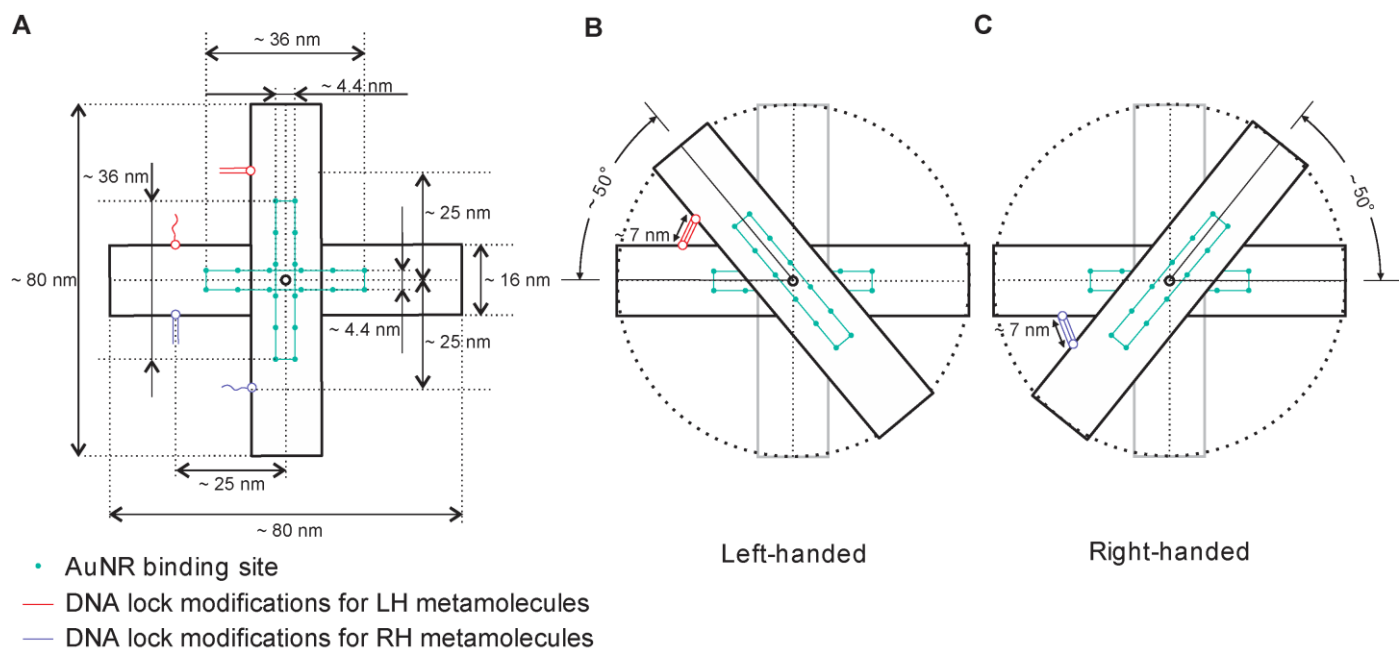 A
B
C
~ 36 nm
~ 4.4 nm
~ 36 nm
~ 25 nm
~ 80 nm
~ 16 nm
~ 4.4 nm
~ 25 nm
~ 25 nm
~ 80 nm
~ 50°
~ 7 nm
~ 50°
~ 7 nm
Left-handed
Right-handed
AuNR binding site
DNA lock modifications for LH metamolecules
DNA lock modifications for RH metamolecules